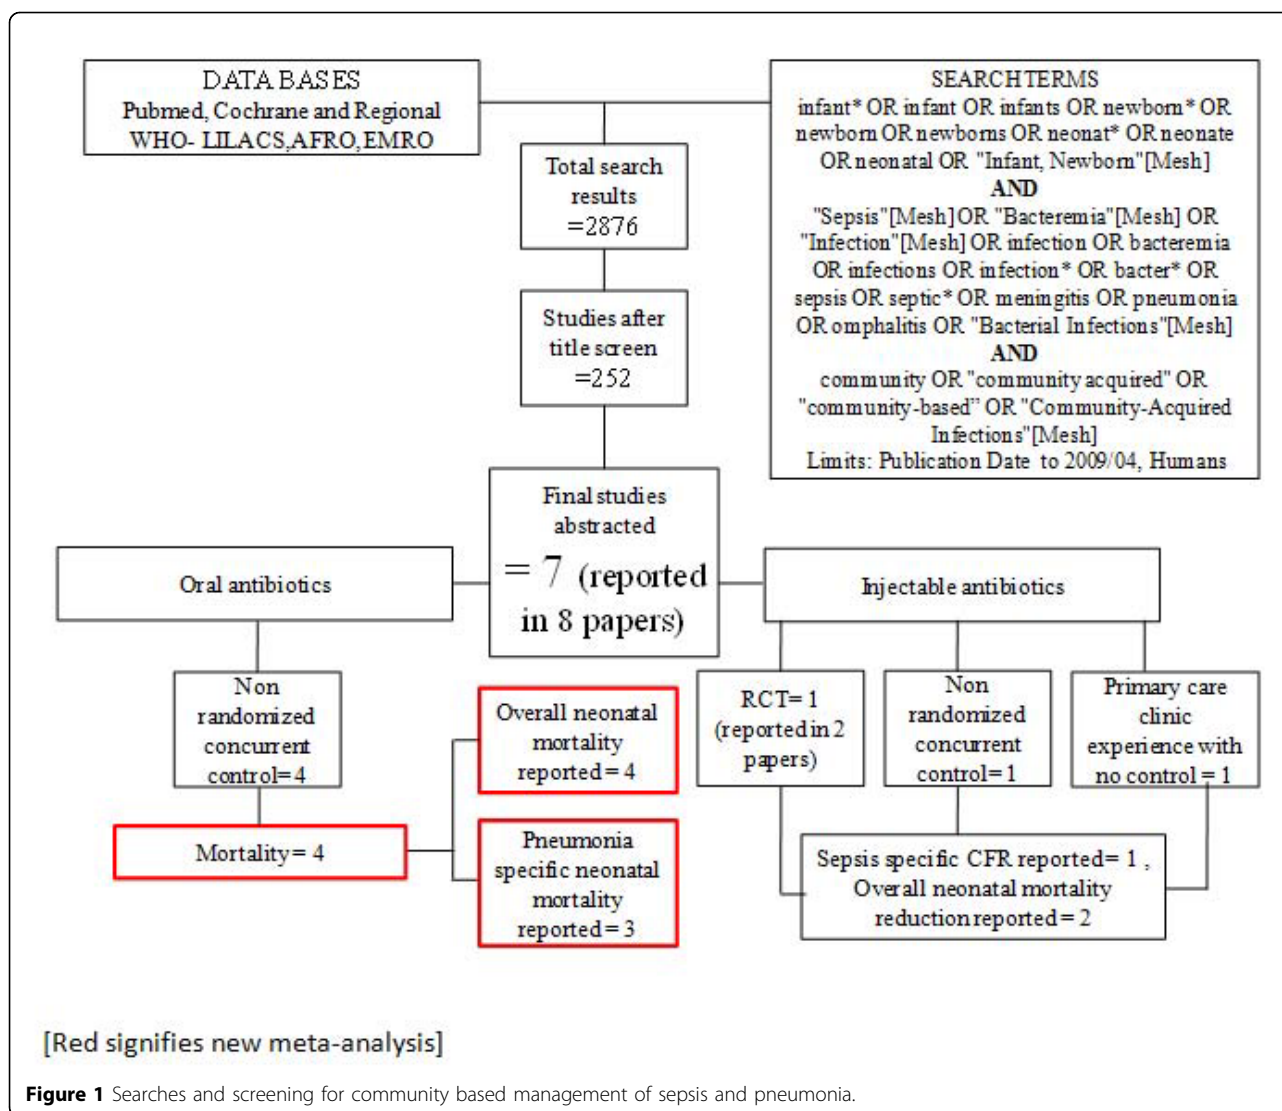 DATA BASES
Pubmed, Cochrane and Regional
WHO- LILACS,AFRO,EMRO
SEARCHTERMS
infant* OR infant OR infants OR newborn* OR
newborn OR newborns OR neonat* OR neonate
OR neonatal OR "Infant, Newborn"[Mesh]
AND
"Sepsis"[Mesh] OR "Bacteremia"[Mesh] OR
"Infection"[Mesh] OR infection OR bacteremia
OR infections OR infection* OR bacter* OR
sepsis OR septic* OR meningitis OR pneumonia
OR omphalitis OR "Bacterial Infections"[Mesh]
AND
community OR "community acquired" OR
"community-based” OR "Community-Acquired
Infections"[Mesh]
Limits: Publication Date to 2009/04, Humans
Total search
results
=2876
Studies after
title screen
=252
Final studies
abstracted
= 7 (reported
in 8 papers)
Oral antibiotics
Injectable antibiotics
Non
randomized
concurrent
control= 4
Mortality= 4
Overall neonatal
mortality
reported= 4
Pneumonia
specific neonatal
mortality
reported= 3
RCT= 1
(reported in 2
papers)
Non
randomized
concurrent
control= 1
Primary care
clinic
experience with
no control = 1
Sepsis specific CFR reported= 1 ,
Overall neonatal mortality
reduction reported= 2
[Red signifies new meta-analysis]
Figure 1 Searches and screening for community based management of sepsis and pneumonia.